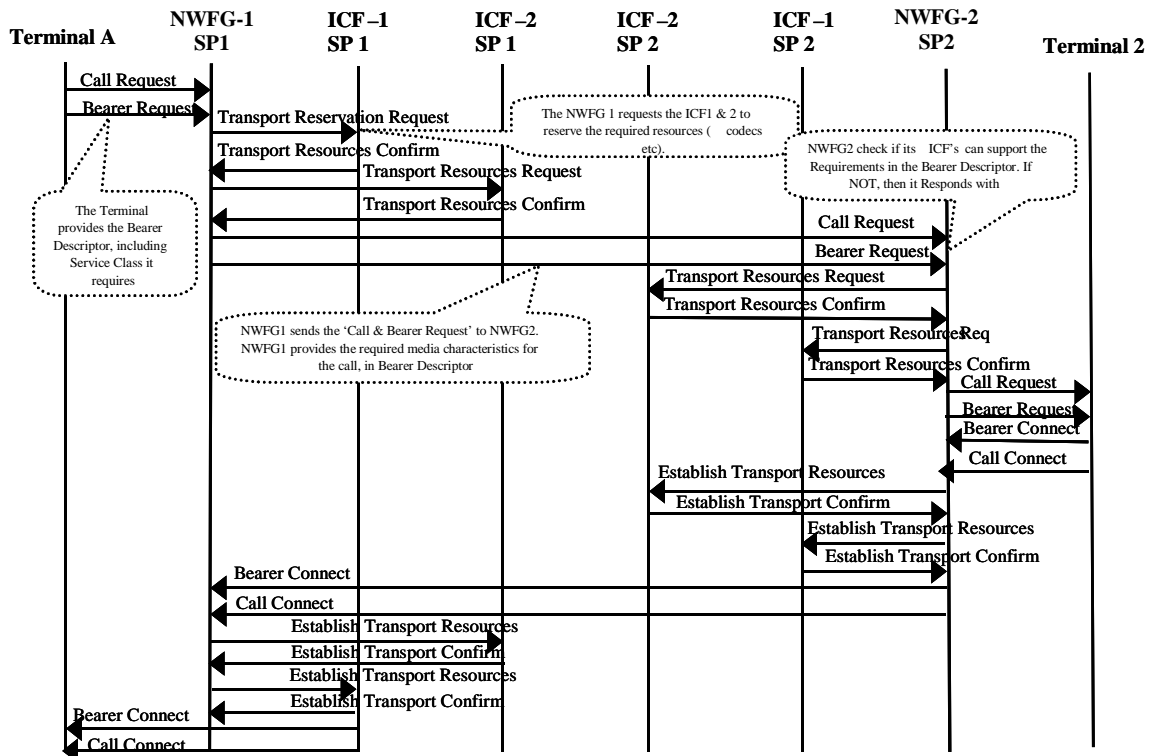 Terminal A
NWFG-1
SP1
ICF–1
SP 1
ICF–2
SP 1
ICF–2
SP 2
ICF–1
SP 2
NWFG-2
SP2
Terminal 2
Call Request
Bearer Request
Transport Reservation Request
The NWFG 1 requests the ICF1 & 2 to
reserve the required resources ( codecs
etc).
Transport Resources Confirm
NWFG2 check if its ICF's can support the
Requirements in the Bearer Descriptor. If
NOT, then it Responds with
Transport Resources Request
Transport Resources Confirm
The Terminal
provides the Bearer
Descriptor, including
Service Class it
requires
Call Request
Bearer Request
Transport Resources Request
Transport Resources Confirm
NWFG1 sends the ‘Call & Bearer Request’ to NWFG2.
NWFG1 provides the required media characteristics for
the call, in Bearer Descriptor
Transport Resources Req
Transport Resources Confirm
Call Request
Bearer Request
Bearer Connect
Call Connect
Establish Transport Resources
Establish Transport Confirm
Establish Transport Resources
Establish Transport Confirm
Bearer Connect
Call Connect
Establish Transport Resources
Establish Transport Confirm
Establish Transport Resources
Establish Transport Confirm
Bearer Connect
Call Connect